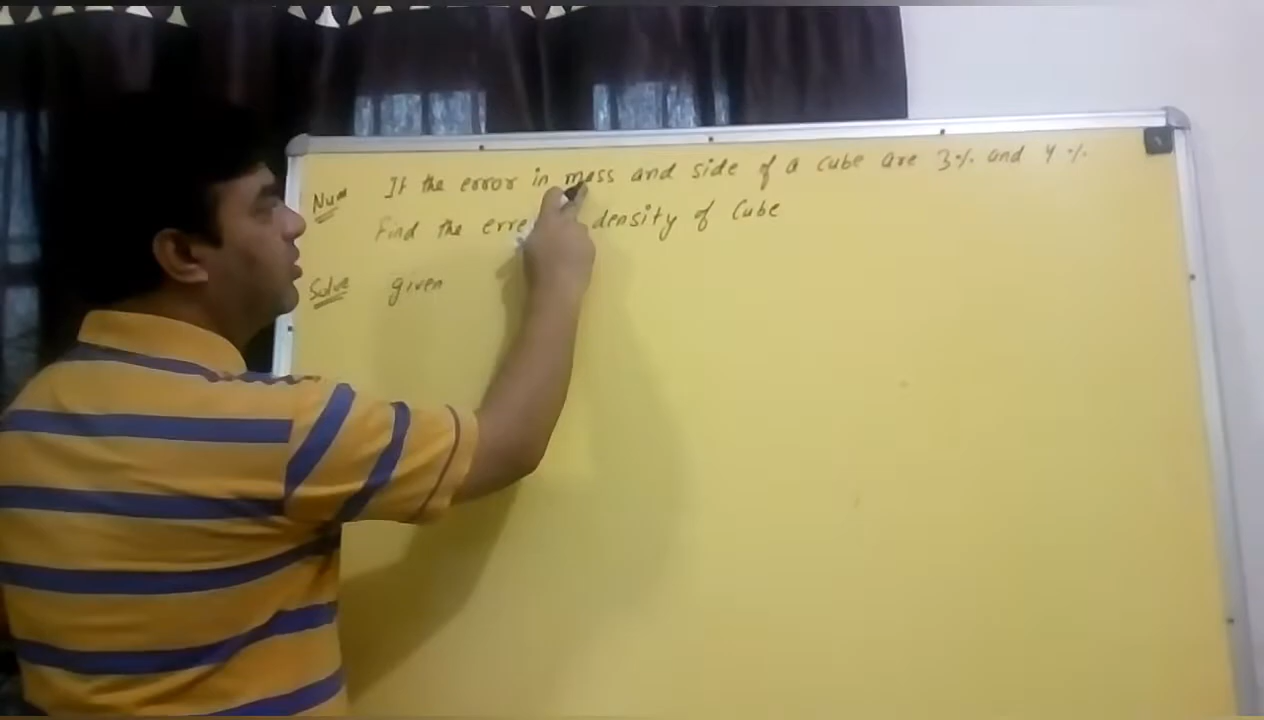 Num If the error in mass and side of a cube are 3% and 4%
Find the erro density of Cube
Solve given